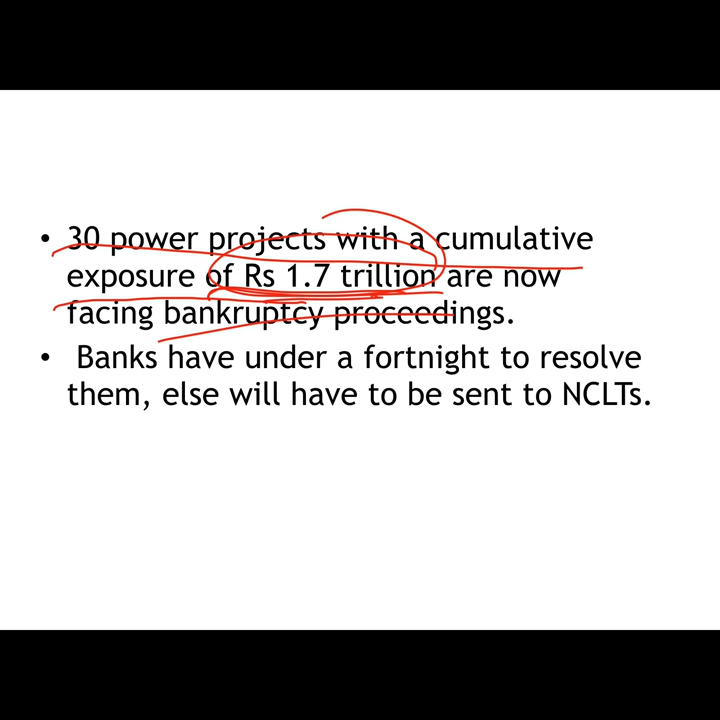 • 30 power projects with a cumulative
exposure of Rs 1.7 trillion are now
facing bankruptcy proceedings.
• Banks have under a fortnight to resolve
them, else will have to be sent to NCLTs.